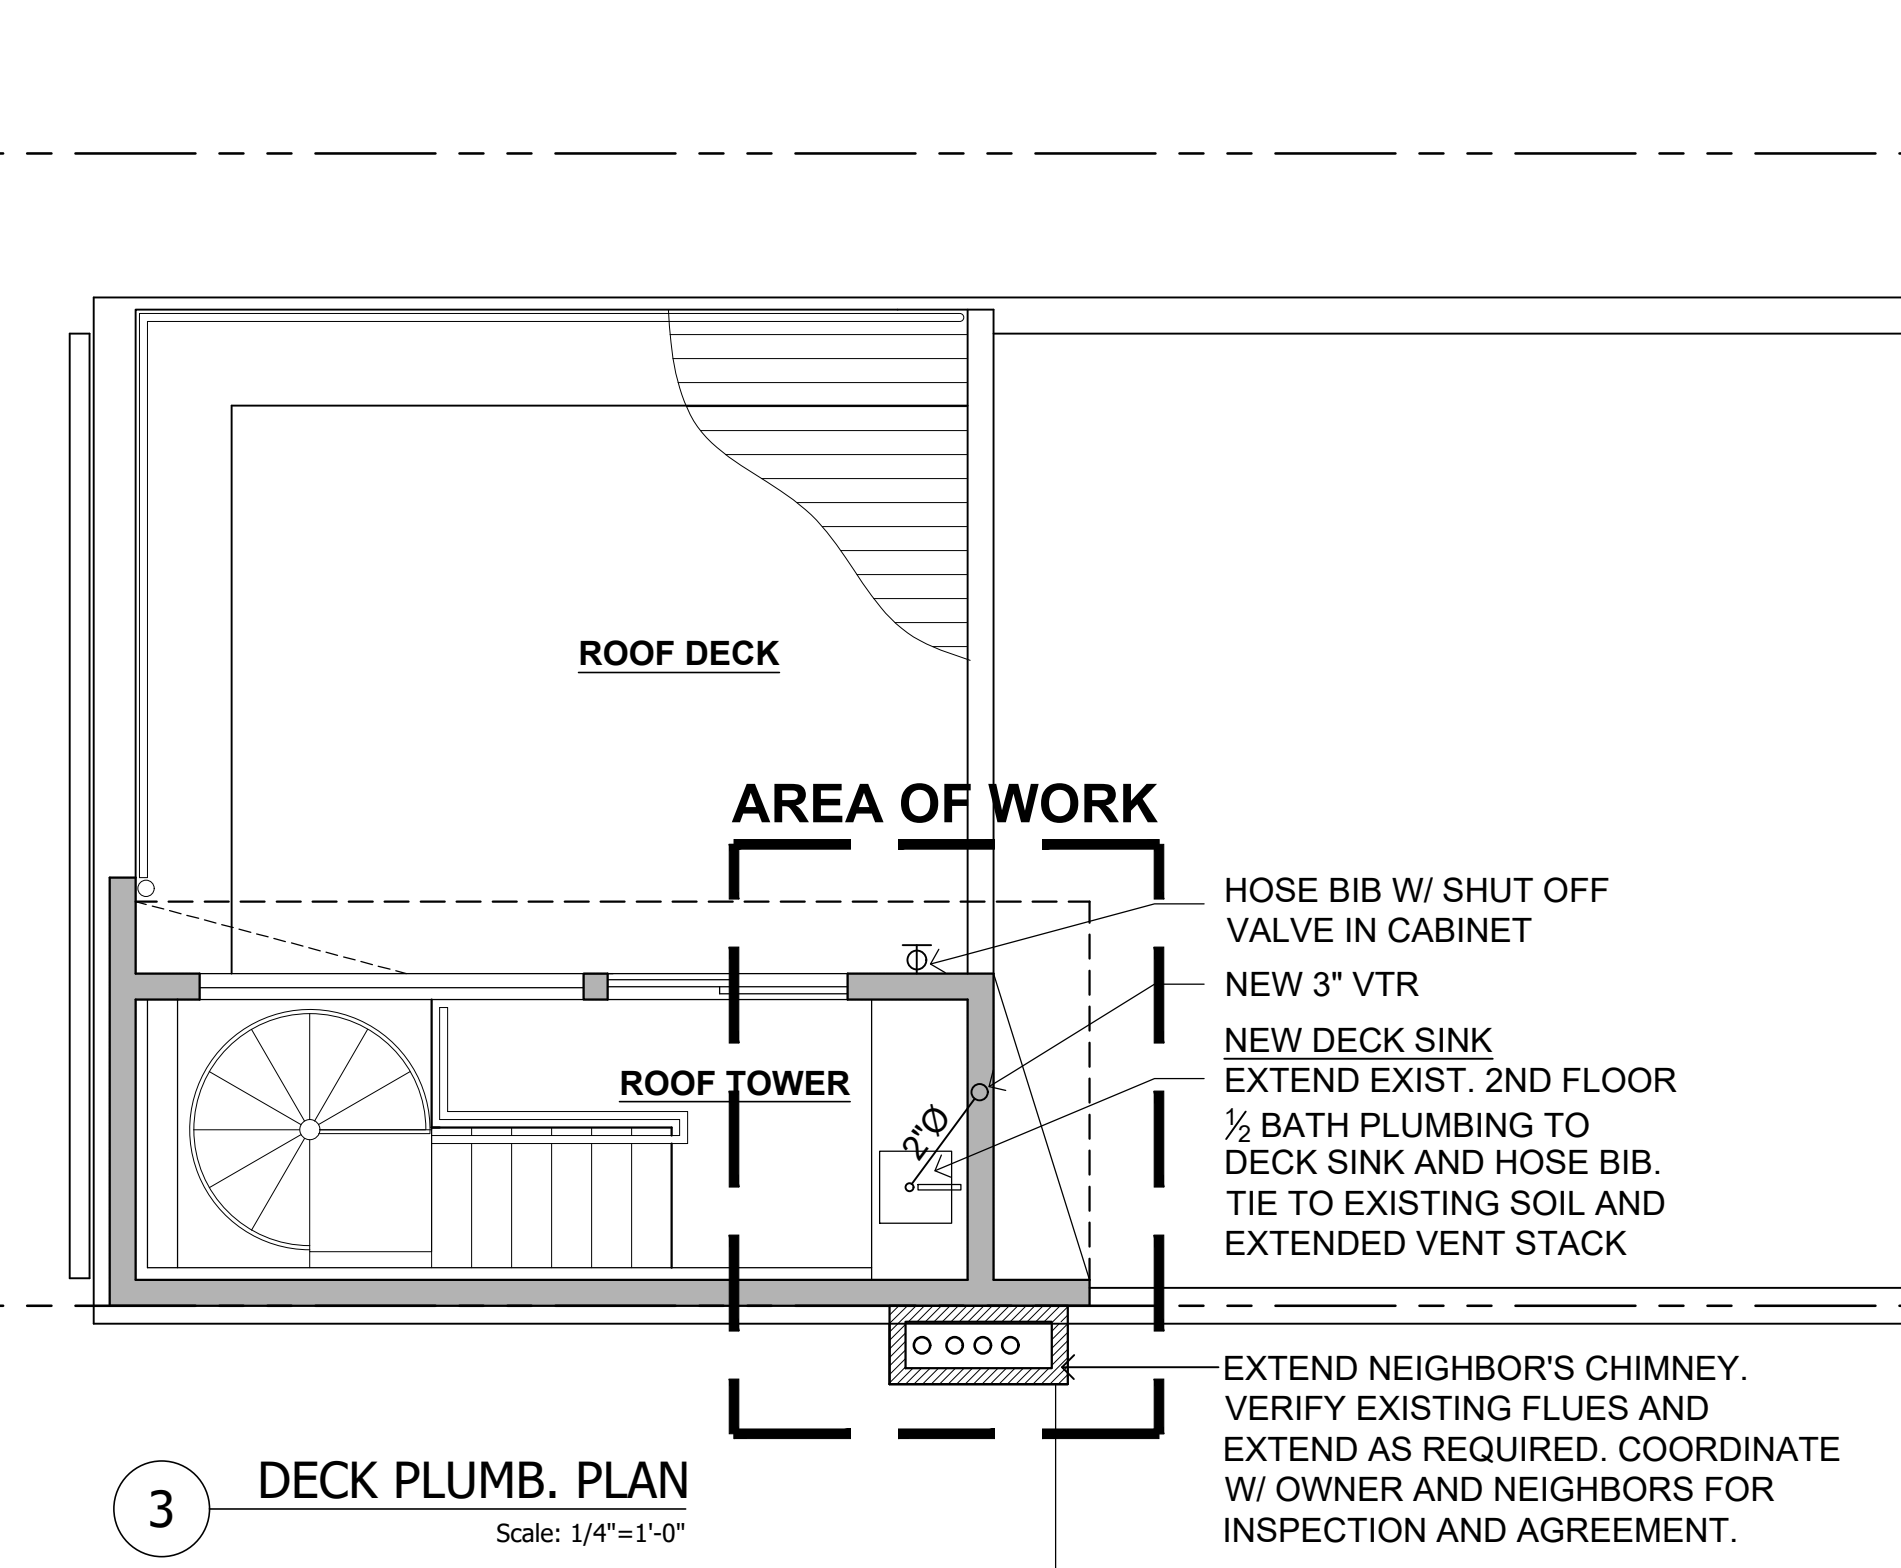 ROOF DECK
AREA OF WORK
HOSE BIB W/ SHUT OFF
VALVE IN CABINET
NEW 3" VTR
NEW DECK SINK
EXTEND EXIST. 2ND FLOOR
½ BATH PLUMBING TO
DECK SINK AND HOSE BIB.
TIE TO EXISTING SOIL AND
EXTENDED VENT STACK
ROOF TOWER
2"Ø
EXTEND NEIGHBOR'S CHIMNEY.
VERIFY EXISTING FLUES AND
EXTEND AS REQUIRED. COORDINATE
W/ OWNER AND NEIGHBORS FOR
INSPECTION AND AGREEMENT.
3
DECK PLUMB. PLAN
Scale: 1/4"=1'-0"